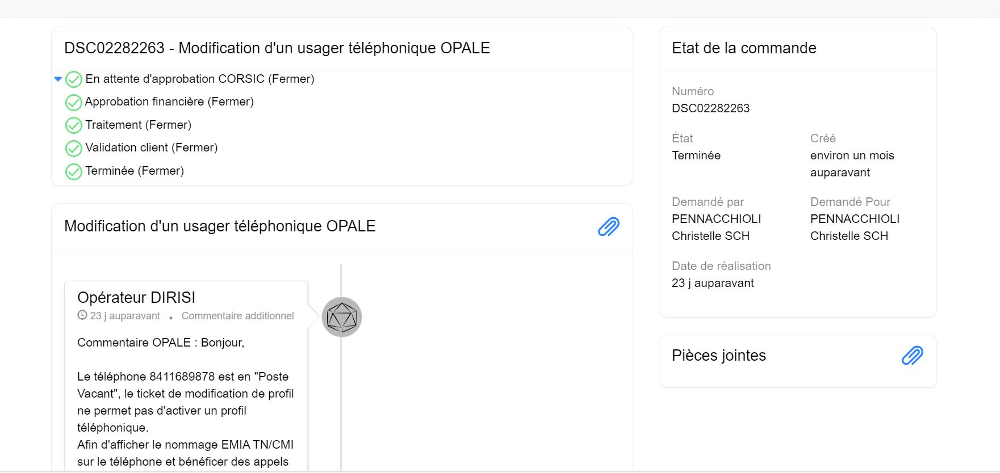 DSC02282263 - Modification d'un usager téléphonique OPALE
En attente d'approbation CORSIC (Fermer)
Approbation financière (Fermer)
Traitement (Fermer)
Validation client (Fermer)
Terminée (Fermer)
Modification d'un usager téléphonique OPALE
Opérateur DIRISI
23 j auparavant . Commentaire additionnel
Commentaire OPALE : Bonjour,
Le téléphone 8411689878 est en "Poste
Vacant", le ticket de modification de profil
ne permet pas d'activer un profil
téléphonique.
Afin d'afficher le nommage EMIA TN/CMI
sur le téléphone et bénéficer des appels
Etat de la commande
Numéro
DSC02282263
État
Terminée
Créé
environ un mois
auparavant
Demandé par
PENNACCHIOLI
Christelle SCH
Demandé Pour
PENNACCHIOLI
Christelle SCH
Date de réalisation
23 j auparavant
Pièces jointes